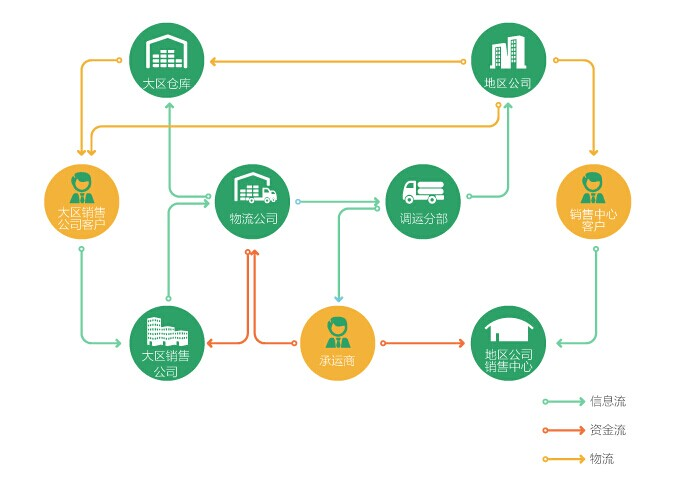 大区仓库
地区公司
大区销售
公司客户
物流公司
调运分部
销售中心
客户
大区销售
公司
承运商
地区公司
销售中心
信息流
资金流
物流